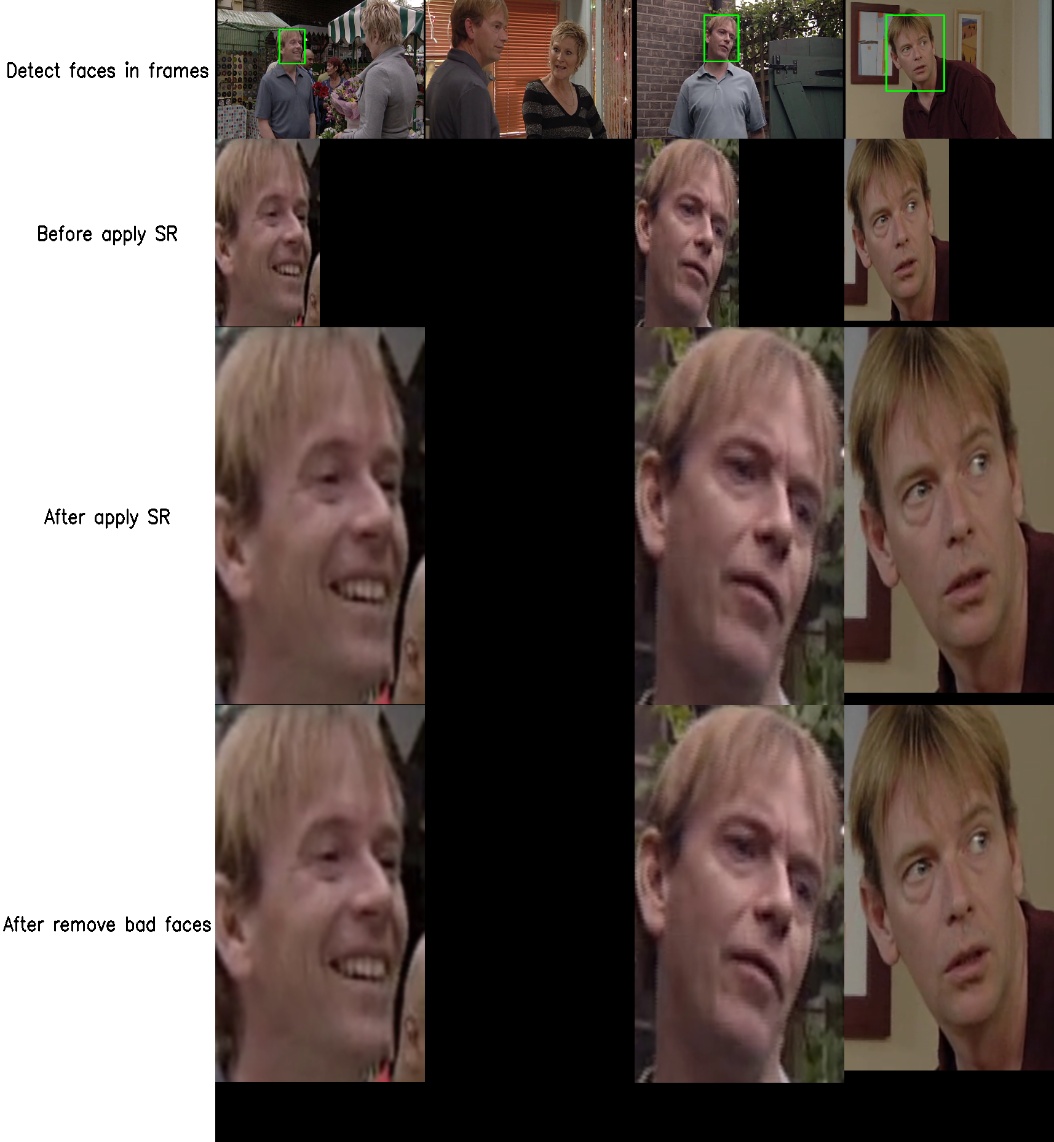 Detect faces in frames
Before apply SR
After apply SR
After remove bad faces